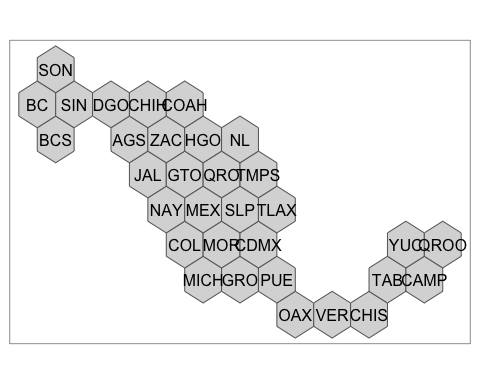 SON
BC SIN DGO CHIH COAH
BCS AGS ZAC HGO NL
JAL GTO QRO TMPS
NAY MEX SLP TLAX
COL MOR CDMX YUC QROO
MICH GRO PUE TAB CAMP
OAX VER CHIS